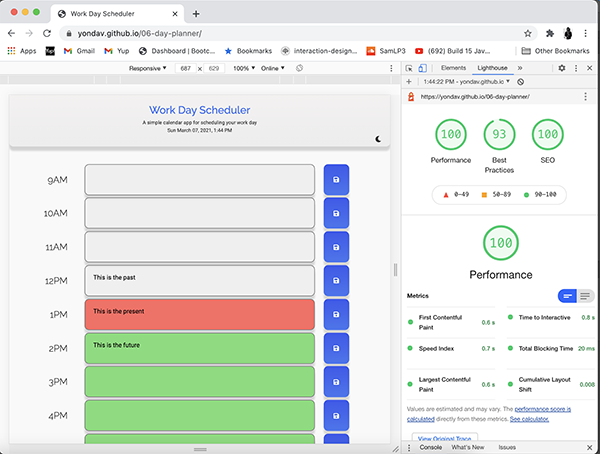 Work Day Scheduler
yondav.github.io/06-day-planner/
Apps Gmail Yup Dashboard | Bootc... Bookmarks interaction-design... SamLP3 (692) Build 15 Jav... Other Bookmarks
Responsive 687 × 629 100% Online
Elements Lighthouse »
1:44:22 PM - yondav.github.io
https://yondav.github.io/06-day-planner/
Work Day Scheduler
A simple calendar app for scheduling your work day
Sun March 07, 2021, 1:44 PM
9AM
10AM
11AM
12PM This is the past
1PM This is the present
2PM This is the future
3PM
4PM
100 93 100
Performance Best Practices SEO
0-49 50-89 90-100
100
Performance
Metrics
First Contentful Paint 0.6 s Time to Interactive 0.8 s
Speed Index 0.7 s Total Blocking Time 20 ms
Largest Contentful Paint 0.6 s Cumulative Layout Shift 0.008
Values are estimated and may vary. The performance score is
calculated directly from these metrics. See calculator.
View Original Trace
Console What's New Issues